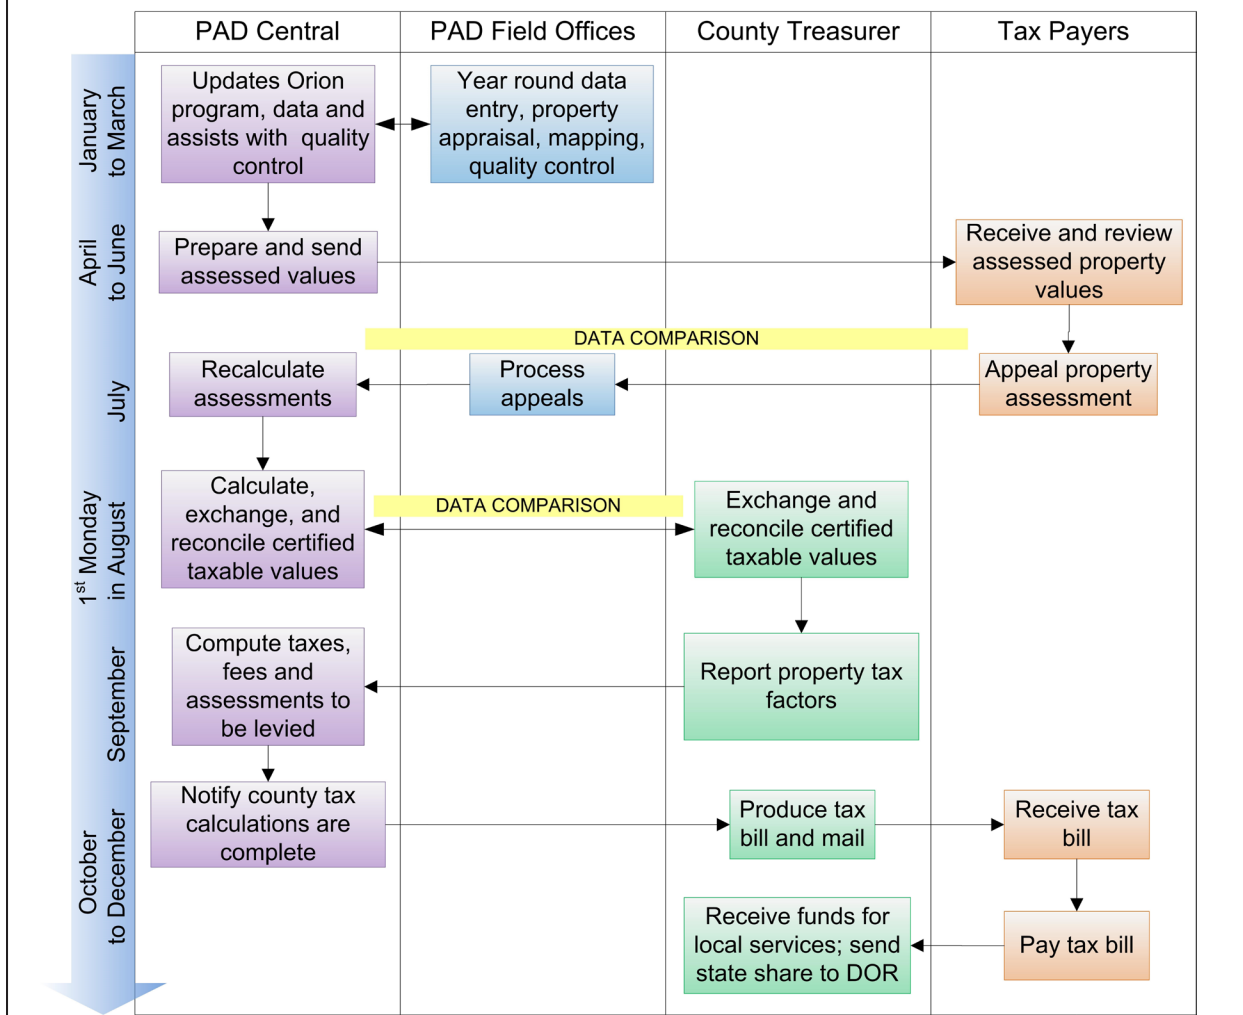 PAD Central
PAD Field Offices
County Treasurer
Tax Payers
January
to March
Updates Orion
program, data and
assists with quality
control
Year round data
entry, property
appraisal, mapping,
quality control
April
to June
Prepare and send
assessed values
Receive and review
assessed property
values
DATA COMPARISON
July
Recalculate
assessments
Process
appeals
Appeal property
assessment
1st Monday
in August
Calculate,
exchange, and
reconcile certified
taxable values
DATA COMPARISON
Exchange and
reconcile certified
taxable values
September
Compute taxes,
fees and
assessments to
be levied
Report property tax
factors
October
to December
Notify county tax
calculations are
complete
Produce tax
bill and mail
Receive tax
bill
Receive funds for
local services; send
state share to DOR
Pay tax bill